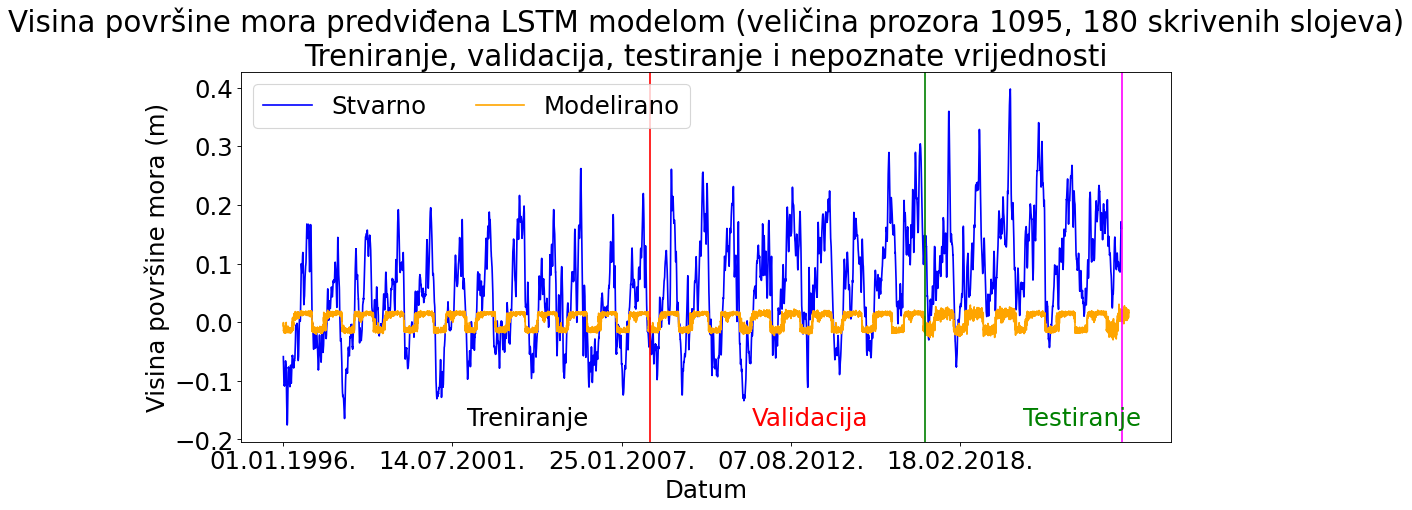 Visina površine mora predviđena LSTM modelom (veličina prozora 1095, 180 skrivenih slojeva)
Treniranje, validacija, testiranje i nepoznate vrijednosti
Stvarno Modelirano
Visina površine mora (m)
0.4
0.3
0.2
0.1
0.0
−0.1
−0.2
Treniranje Validacija Testiranje
01.01.1996. 14.07.2001. 25.01.2007. 07.08.2012. 18.02.2018.
Datum